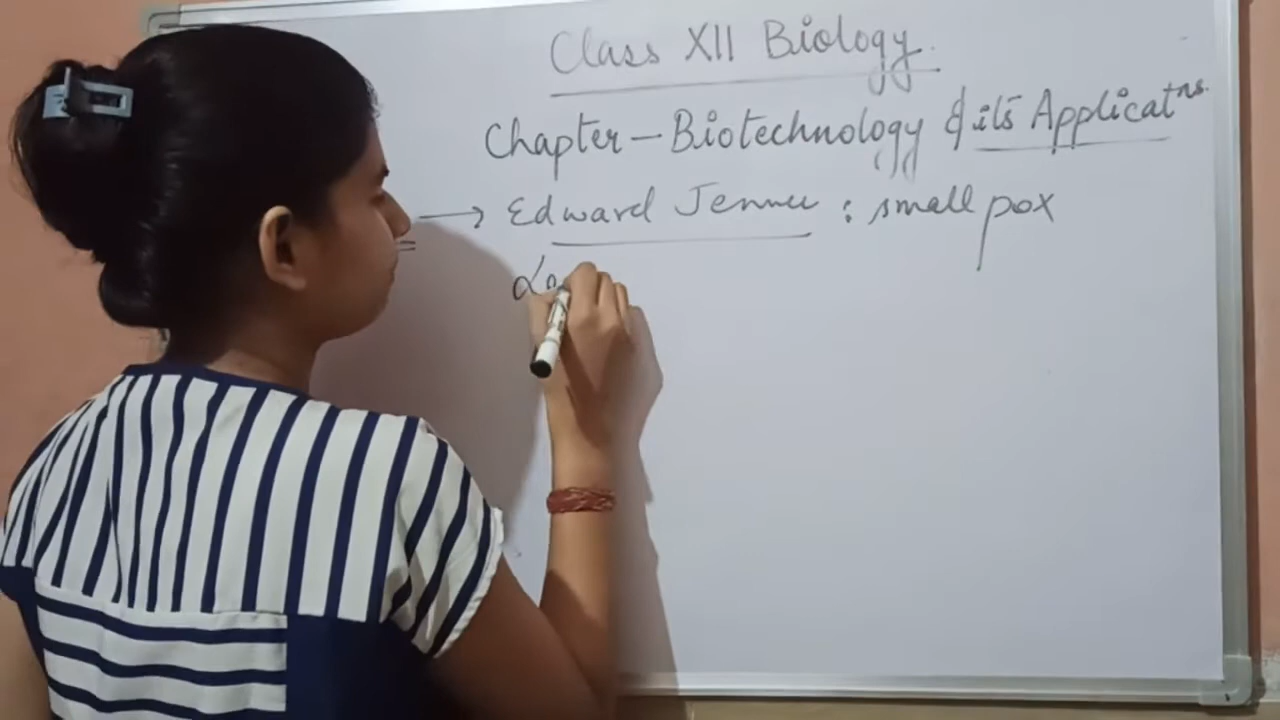 Class XII Biology.
Chapter – Biotechnology & its Applicatns.
→ Edward Jenner : small pox